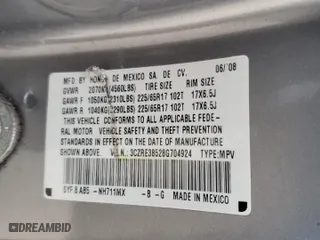 MFD. BY HONDA DE MEXICO SA. DE CV. 06/'08
GVWR 2070KG(4560LBS) TIRE SIZE RIM SIZE
GAWR F 1050KG(2310LBS) 225/65R17 102T 17X6.5J
GAWR R 1040KG(2290LBS) 225/65R17 102T 17X6.5J
THIS VEHICLE CONFORMS TO ALL APPLICABLE FEDE-
RAL MOTOR VEHICLE SAFETY AND THEFT PREVENTION
STANDARDS IN EFFECT ON THE DATE OF MANUFACTURE
SHOWN ABOVE. V.I.N. 3CZRE38528G704924 TYPE:MPV
SYF8AB5 -NH711MX -B -G MADE IN MEXICO
DREAMBID dreambid.com